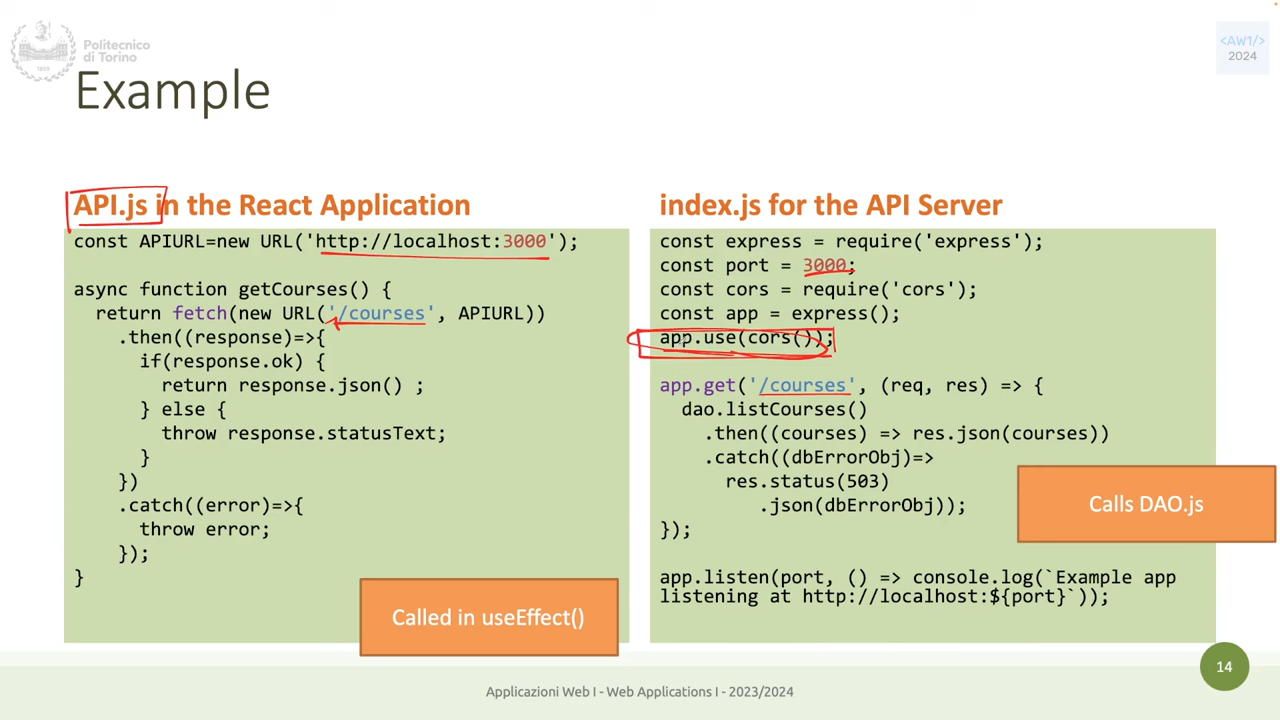 Politecnico
di Torino
1859
<AW1/>
2024
Example
API.js in the React Application
const APIURL=new URL('http://localhost:3000');
async function getCourses() {
  return fetch(new URL('/courses', APIURL))
    .then((response)=>{
      if(response.ok) {
        return response.json() ;
      } else {
        throw response.statusText;
      }
    })
    .catch((error)=>{
      throw error;
    });
}
Called in useEffect()
index.js for the API Server
const express = require('express');
const port = 3000;
const cors = require('cors');
const app = express();
app.use(cors());
app.get('/courses', (req, res) => {
  dao.listCourses()
    .then((courses) => res.json(courses))
    .catch((dbErrorObj)=>
      res.status(503)
         .json(dbErrorObj));
});
Calls DAO.js
app.listen(port, () => console.log(`Example app
listening at http://localhost:${port}`));
14
Applicazioni Web I - Web Applications I - 2023/2024